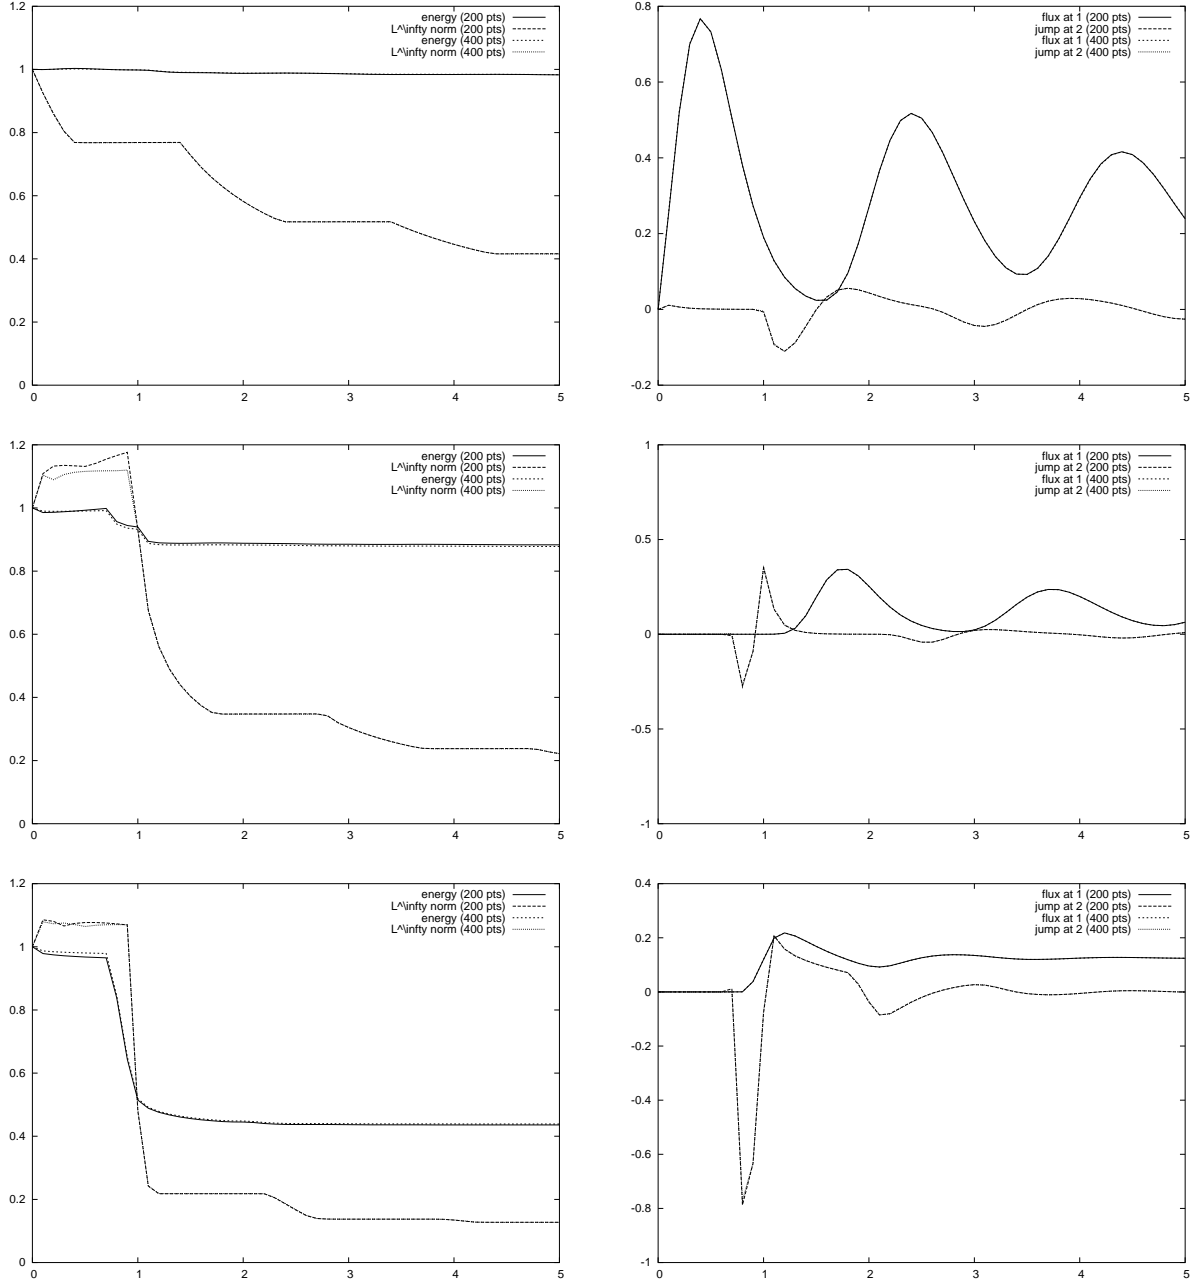 1.2
1
0.8
0.6
0.4
0.2
0
0 1 2 3 4 5
energy (200 pts)
L^\infty norm (200 pts)
energy (400 pts)
L^\infty norm (400 pts)
0.8
0.6
0.4
0.2
0
-0.2
0 1 2 3 4 5
flux at 1 (200 pts)
jump at 2 (200 pts)
flux at 1 (400 pts)
jump at 2 (400 pts)
1.2
1
0.8
0.6
0.4
0.2
0
0 1 2 3 4 5
energy (200 pts)
L^\infty norm (200 pts)
energy (400 pts)
L^\infty norm (400 pts)
1
0.5
0
-0.5
-1
0 1 2 3 4 5
flux at 1 (200 pts)
jump at 2 (200 pts)
flux at 1 (400 pts)
jump at 2 (400 pts)
1.2
1
0.8
0.6
0.4
0.2
0
0 1 2 3 4 5
energy (200 pts)
L^\infty norm (200 pts)
energy (400 pts)
L^\infty norm (400 pts)
0.4
0.2
0
-0.2
-0.4
-0.6
-0.8
-1
0 1 2 3 4 5
flux at 1 (200 pts)
jump at 2 (200 pts)
flux at 1 (400 pts)
jump at 2 (400 pts)